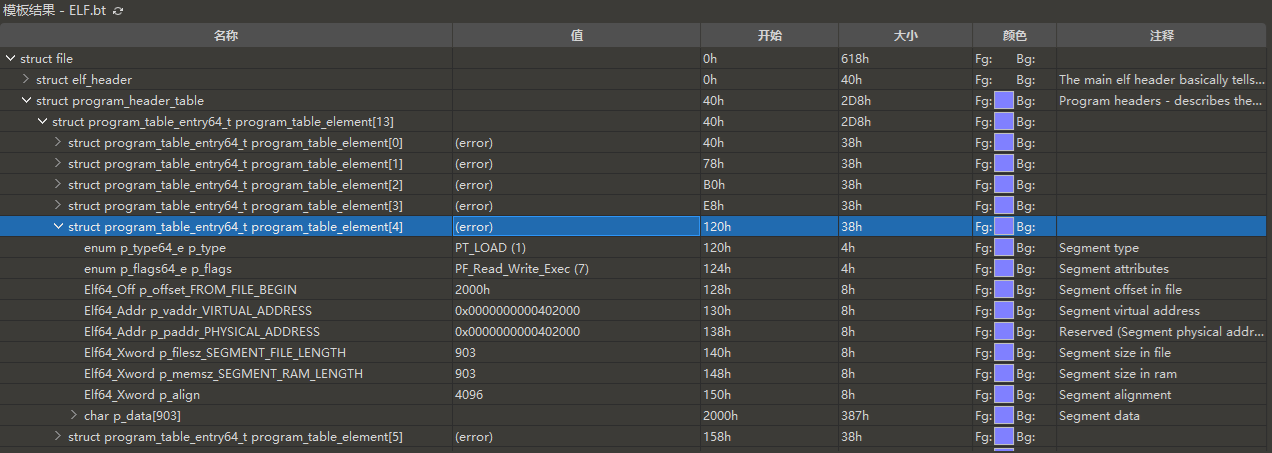 模板结果 - ELF.bt
名称 值 开始 大小 颜色 注释
struct file 0h 618h Fg: Bg:
struct elf_header 0h 40h Fg: Bg: The main elf header basically tells...
struct program_header_table 40h 2D8h Fg: Bg: Program headers - describes the...
struct program_table_entry64_t program_table_element[13] 40h 2D8h Fg: Bg:
struct program_table_entry64_t program_table_element[0] (error) 40h 38h Fg: Bg:
struct program_table_entry64_t program_table_element[1] (error) 78h 38h Fg: Bg:
struct program_table_entry64_t program_table_element[2] (error) B0h 38h Fg: Bg:
struct program_table_entry64_t program_table_element[3] (error) E8h 38h Fg: Bg:
struct program_table_entry64_t program_table_element[4] (error) 120h 38h Fg: Bg:
enum p_type64_e p_type PT_LOAD (1) 120h 4h Fg: Bg: Segment type
enum p_flags64_e p_flags PF_Read_Write_Exec (7) 124h 4h Fg: Bg: Segment attributes
Elf64_Off p_offset_FROM_FILE_BEGIN 2000h 128h 8h Fg: Bg: Segment offset in file
Elf64_Addr p_vaddr_VIRTUAL_ADDRESS 0x0000000000402000 130h 8h Fg: Bg: Segment virtual address
Elf64_Addr p_paddr_PHYSICAL_ADDRESS 0x0000000000402000 138h 8h Fg: Bg: Reserved (Segment physical addr...
Elf64_Xword p_filesz_SEGMENT_FILE_LENGTH 903 140h 8h Fg: Bg: Segment size in file
Elf64_Xword p_memsz_SEGMENT_RAM_LENGTH 903 148h 8h Fg: Bg: Segment size in ram
Elf64_Xword p_align 4096 150h 8h Fg: Bg: Segment alignment
char p_data[903] 2000h 387h Fg: Bg: Segment data
struct program_table_entry64_t program_table_element[5] (error) 158h 38h Fg: Bg: